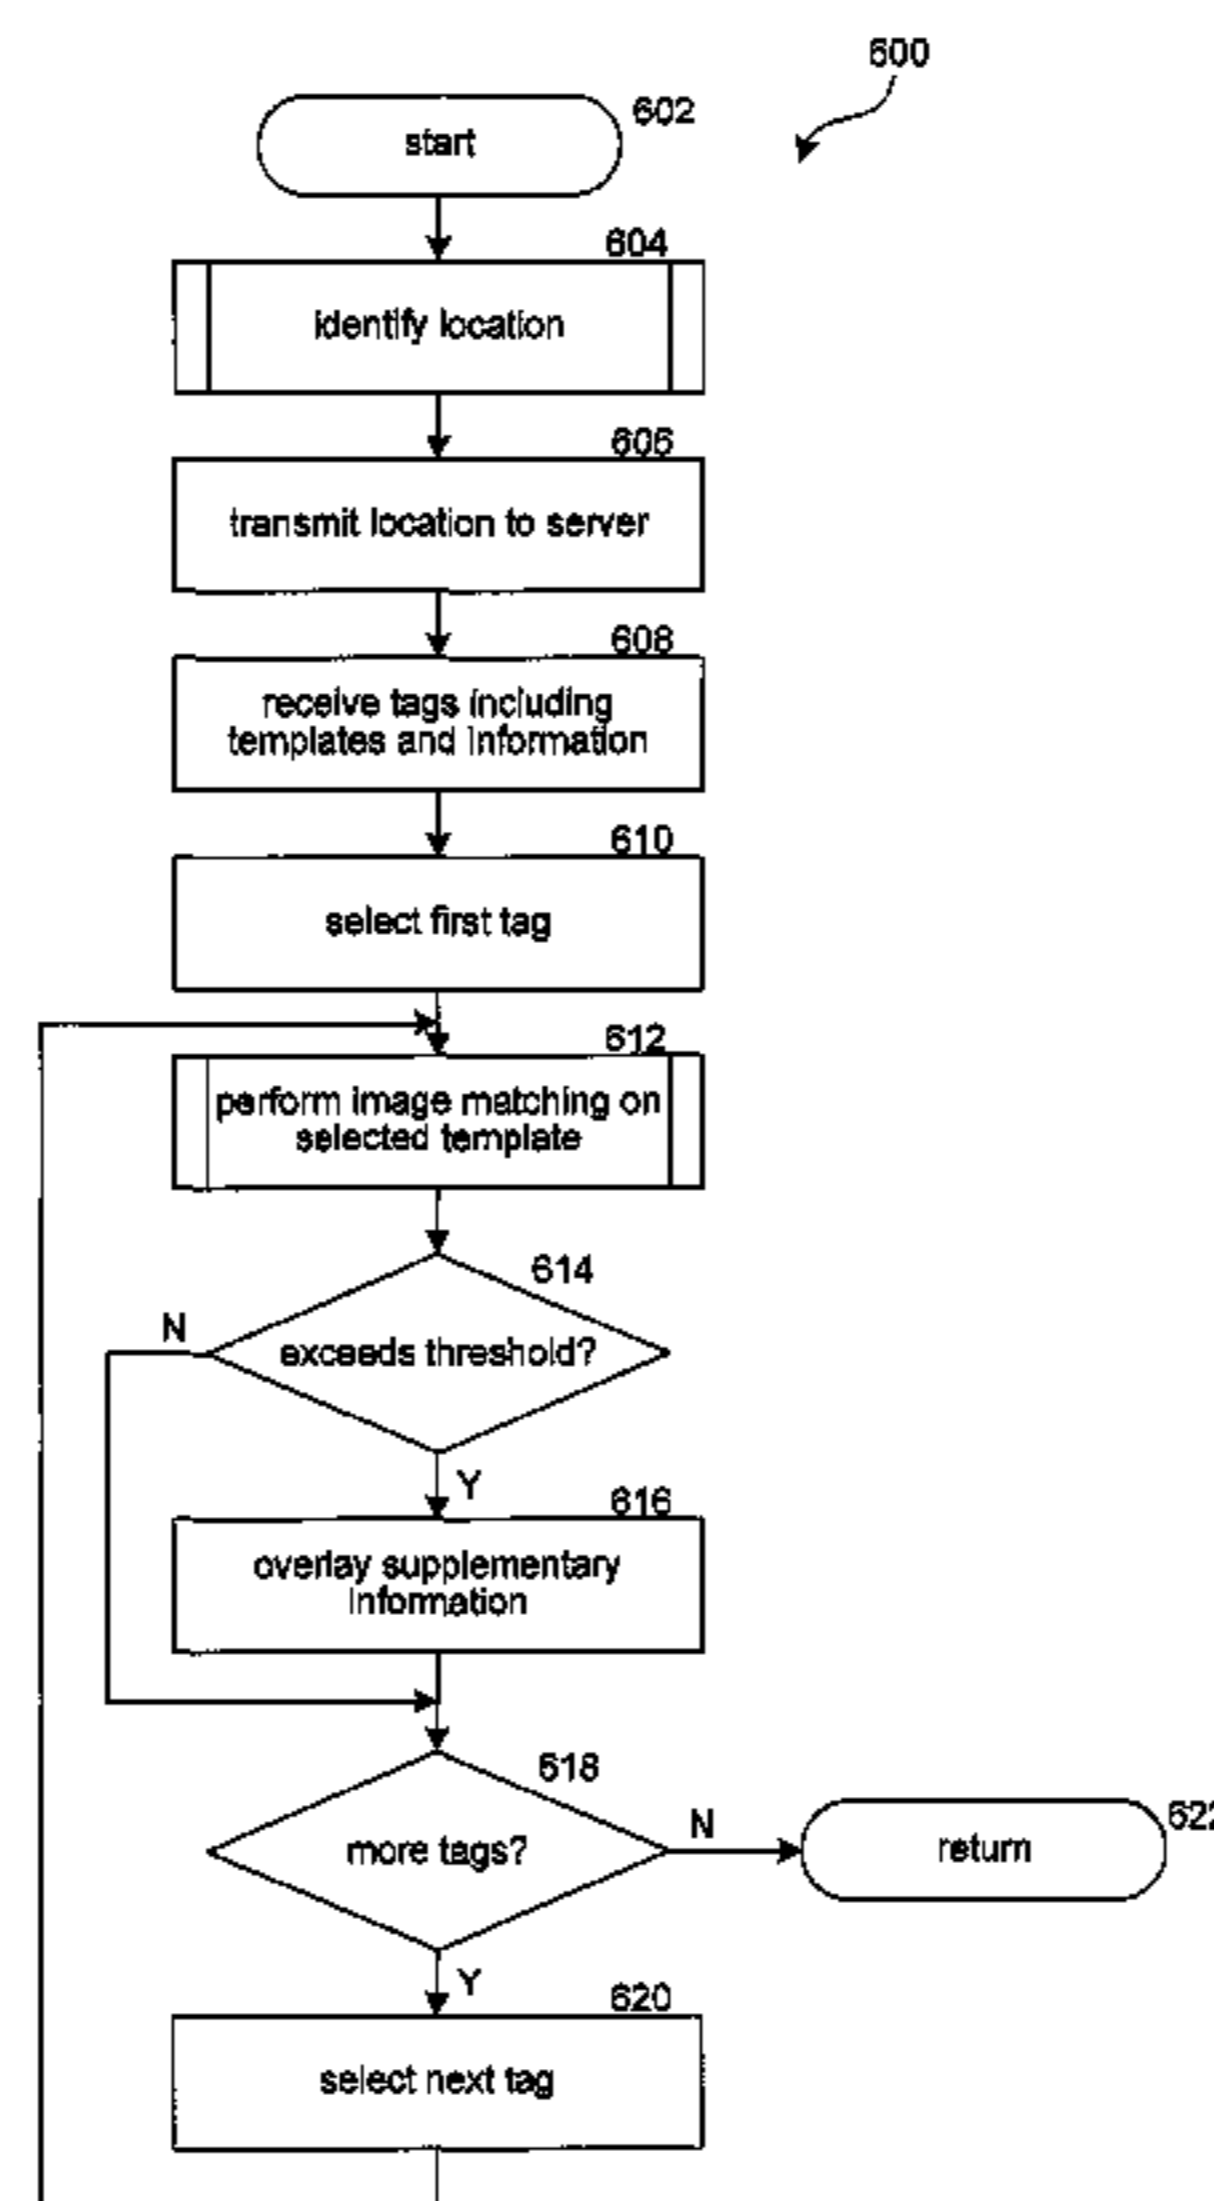 600
602
start
604
identify location
606
transmit location to server
608
receive tags including
templates and information
610
select first tag
612
perform image matching on
selected template
614
N
exceeds threshold?
Y
616
overlay supplementary
information
618
more tags?
N
622
return
Y
620
select next tag